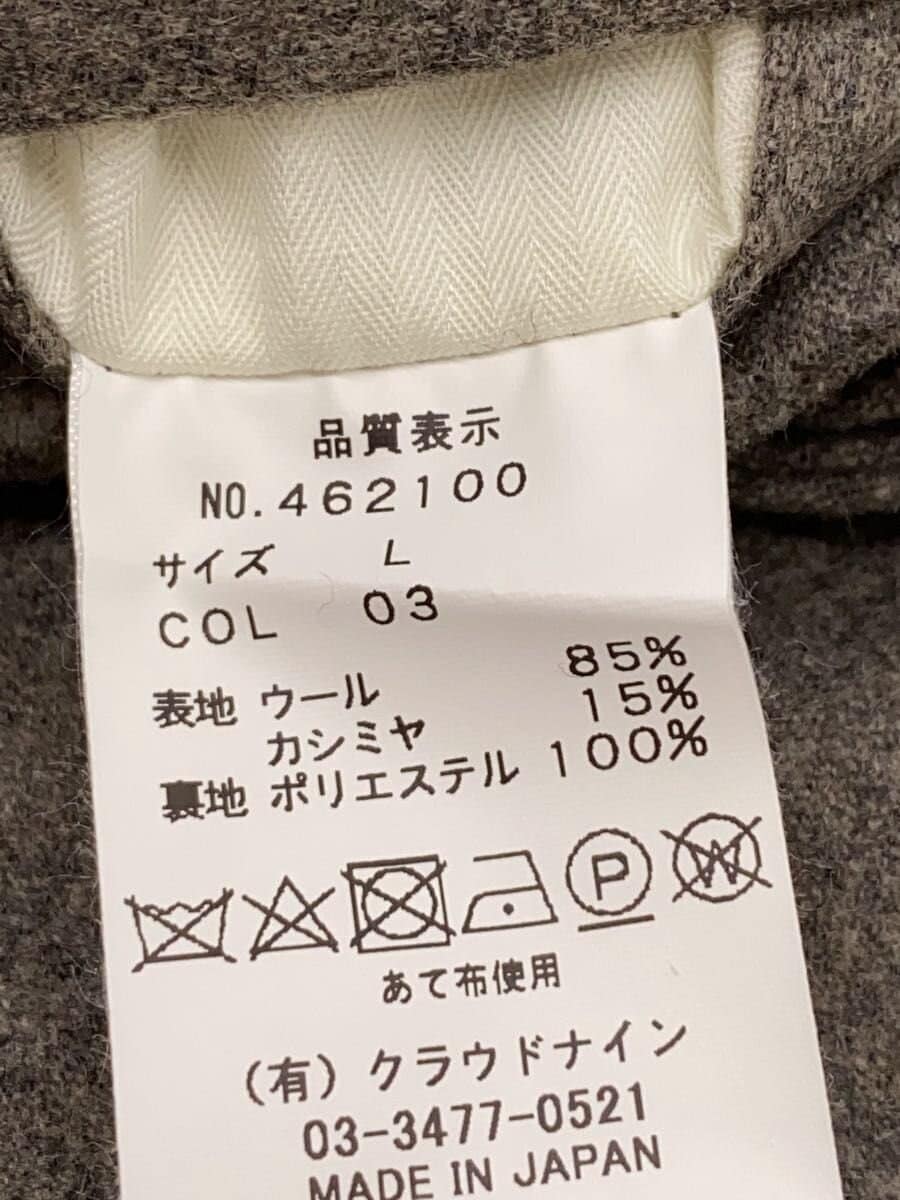 品質表示
NO.462100
サイズ L
COL 03
表地 ウール 85%
カシミヤ 15%
裏地 ポリエステル 100%
P W
あて布使用
(有)クラウドナイン
03-3477-0521
MADE IN JAPAN